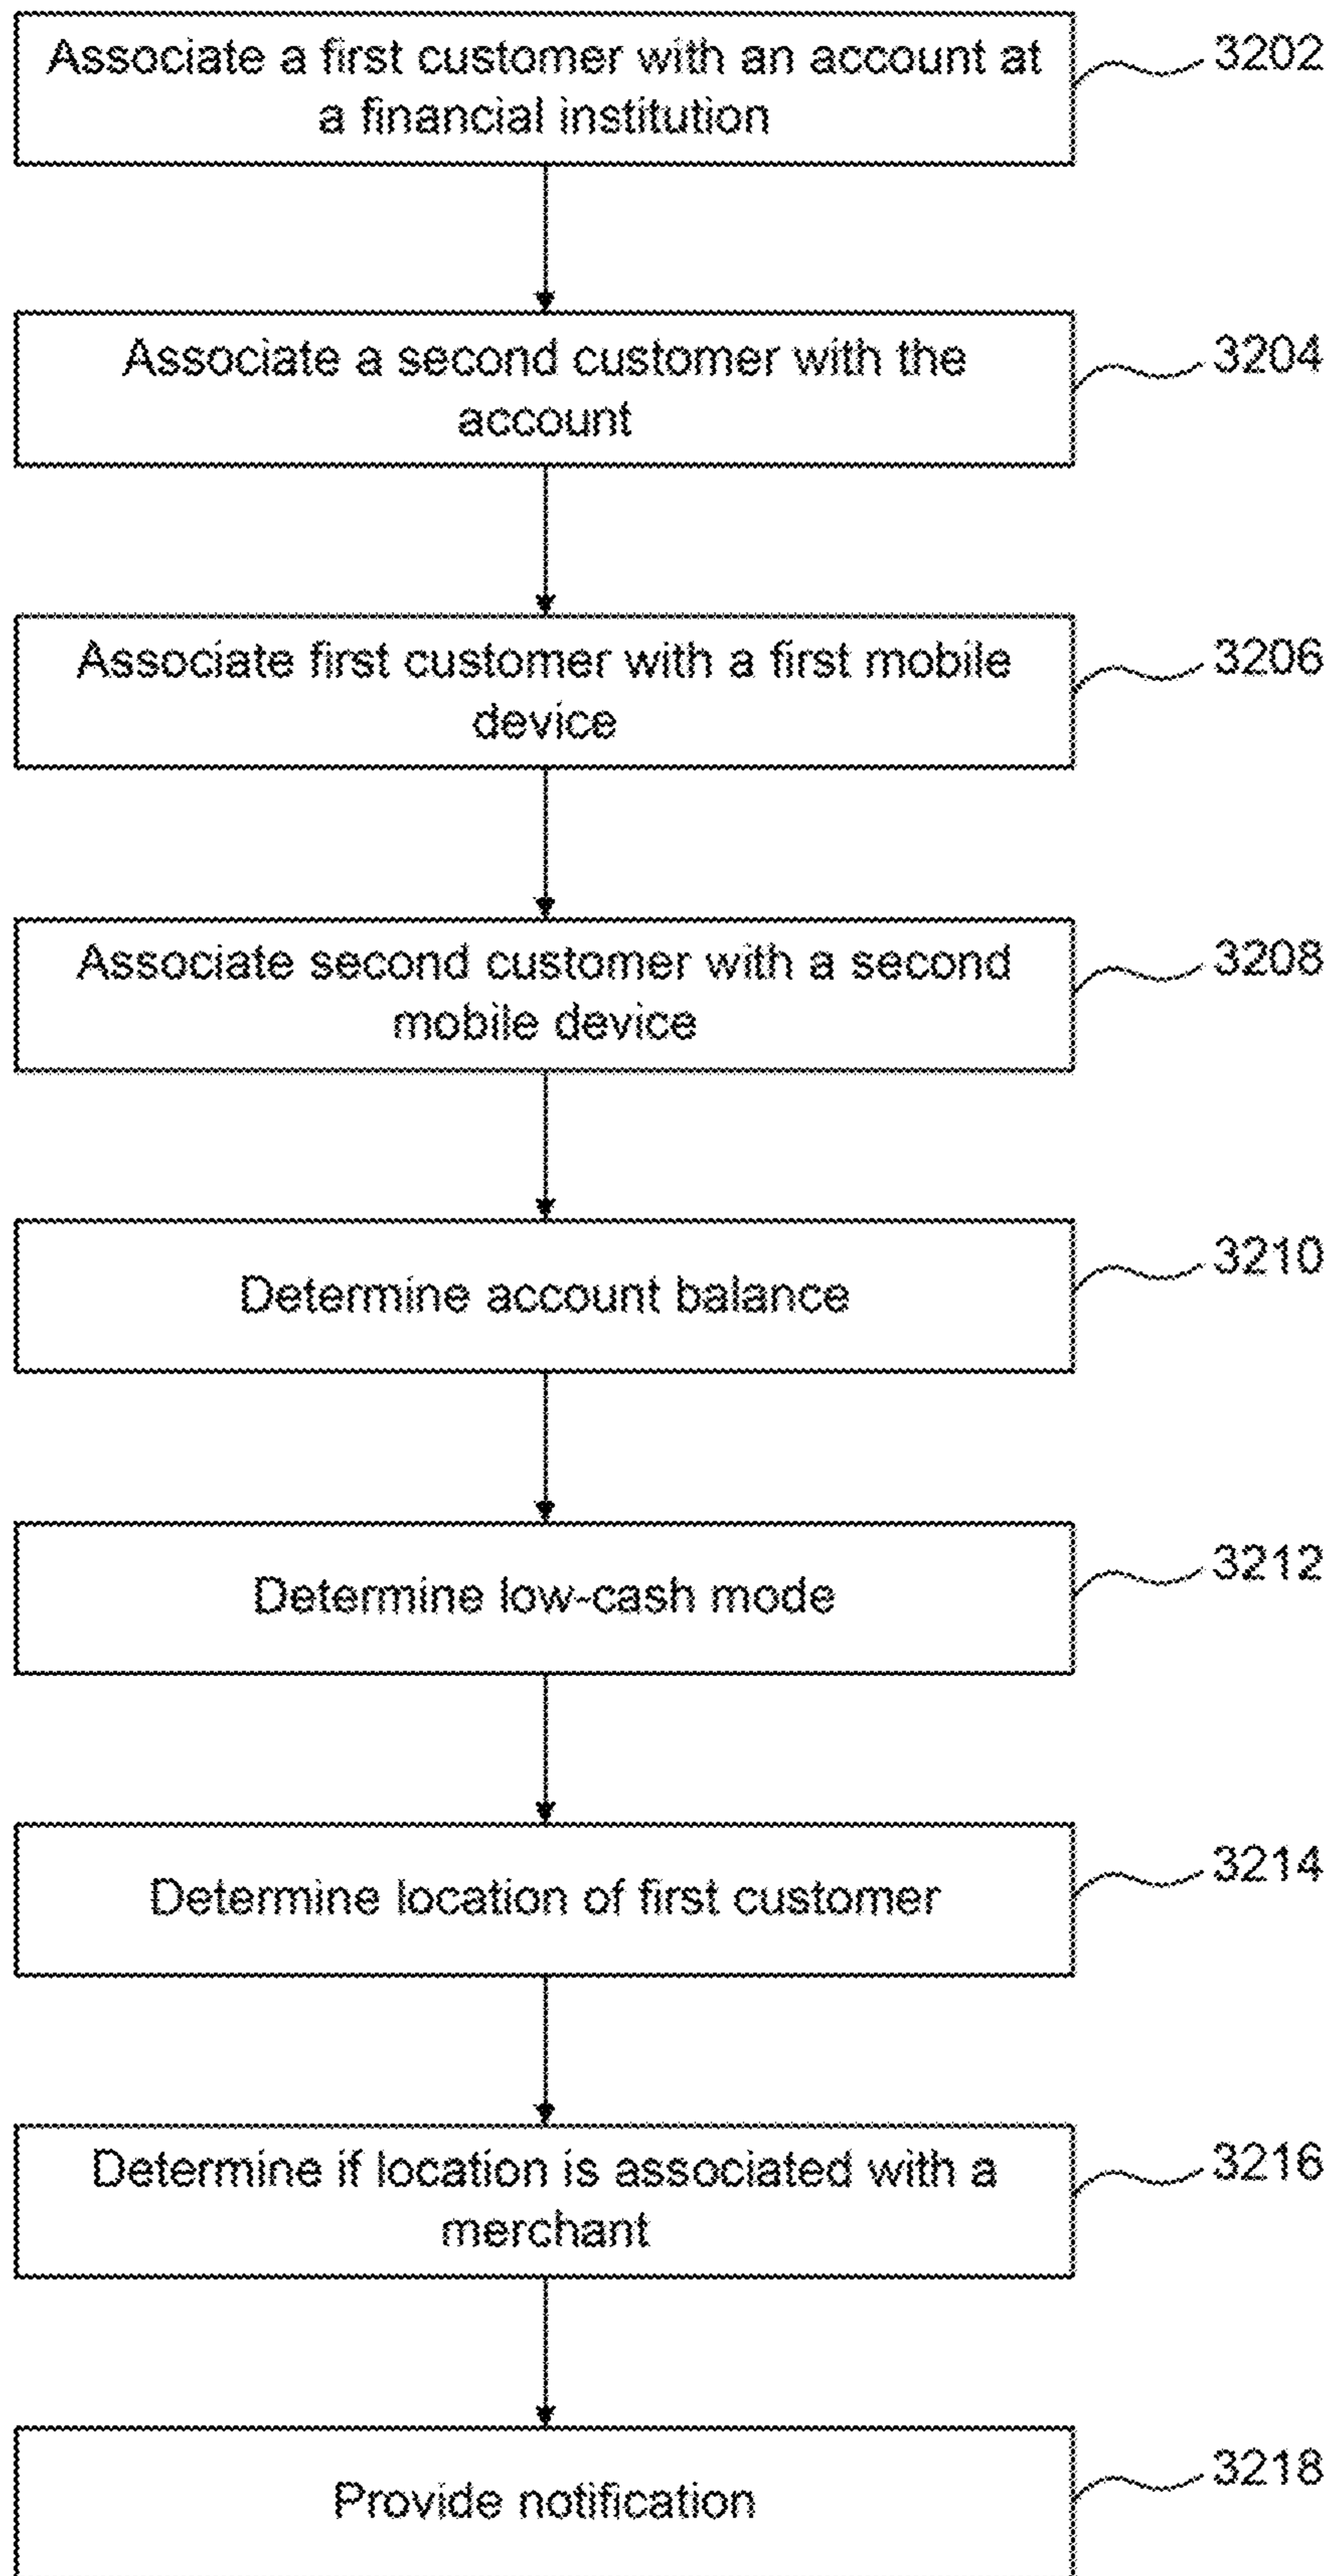 Associate a first customer with an account at
a financial institution
3202
Associate a second customer with the
account
3204
Associate first customer with a first mobile
device
3206
Associate second customer with a second
mobile device
3208
Determine account balance
3210
Determine low-cash mode
3212
Determine location of first customer
3214
Determine if location is associated with a
merchant
3216
Provide notification
3218